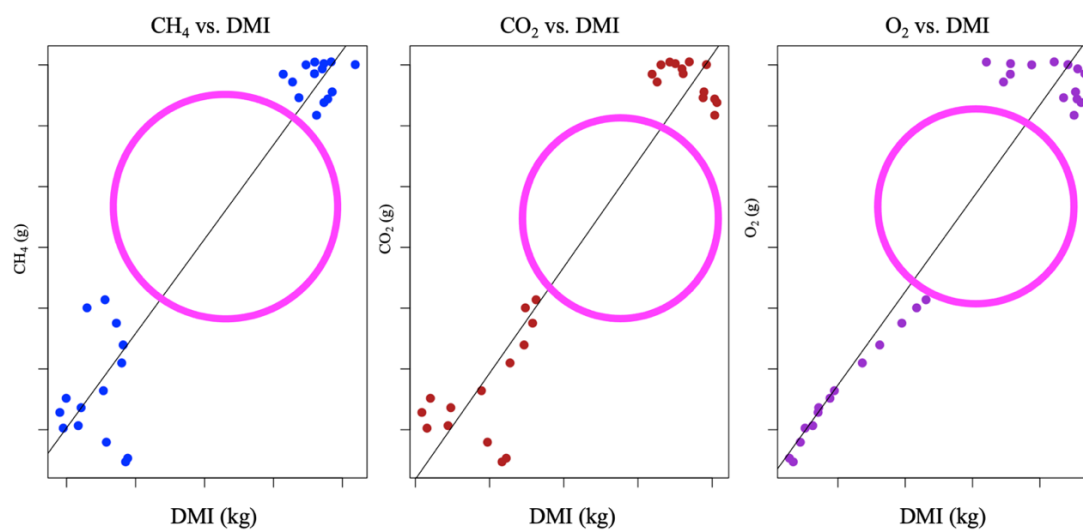 CH₄ vs. DMI
CO₂ vs. DMI
O₂ vs. DMI
CH₄ (g)
CO₂ (g)
O₂ (g)
DMI (kg)
DMI (kg)
DMI (kg)